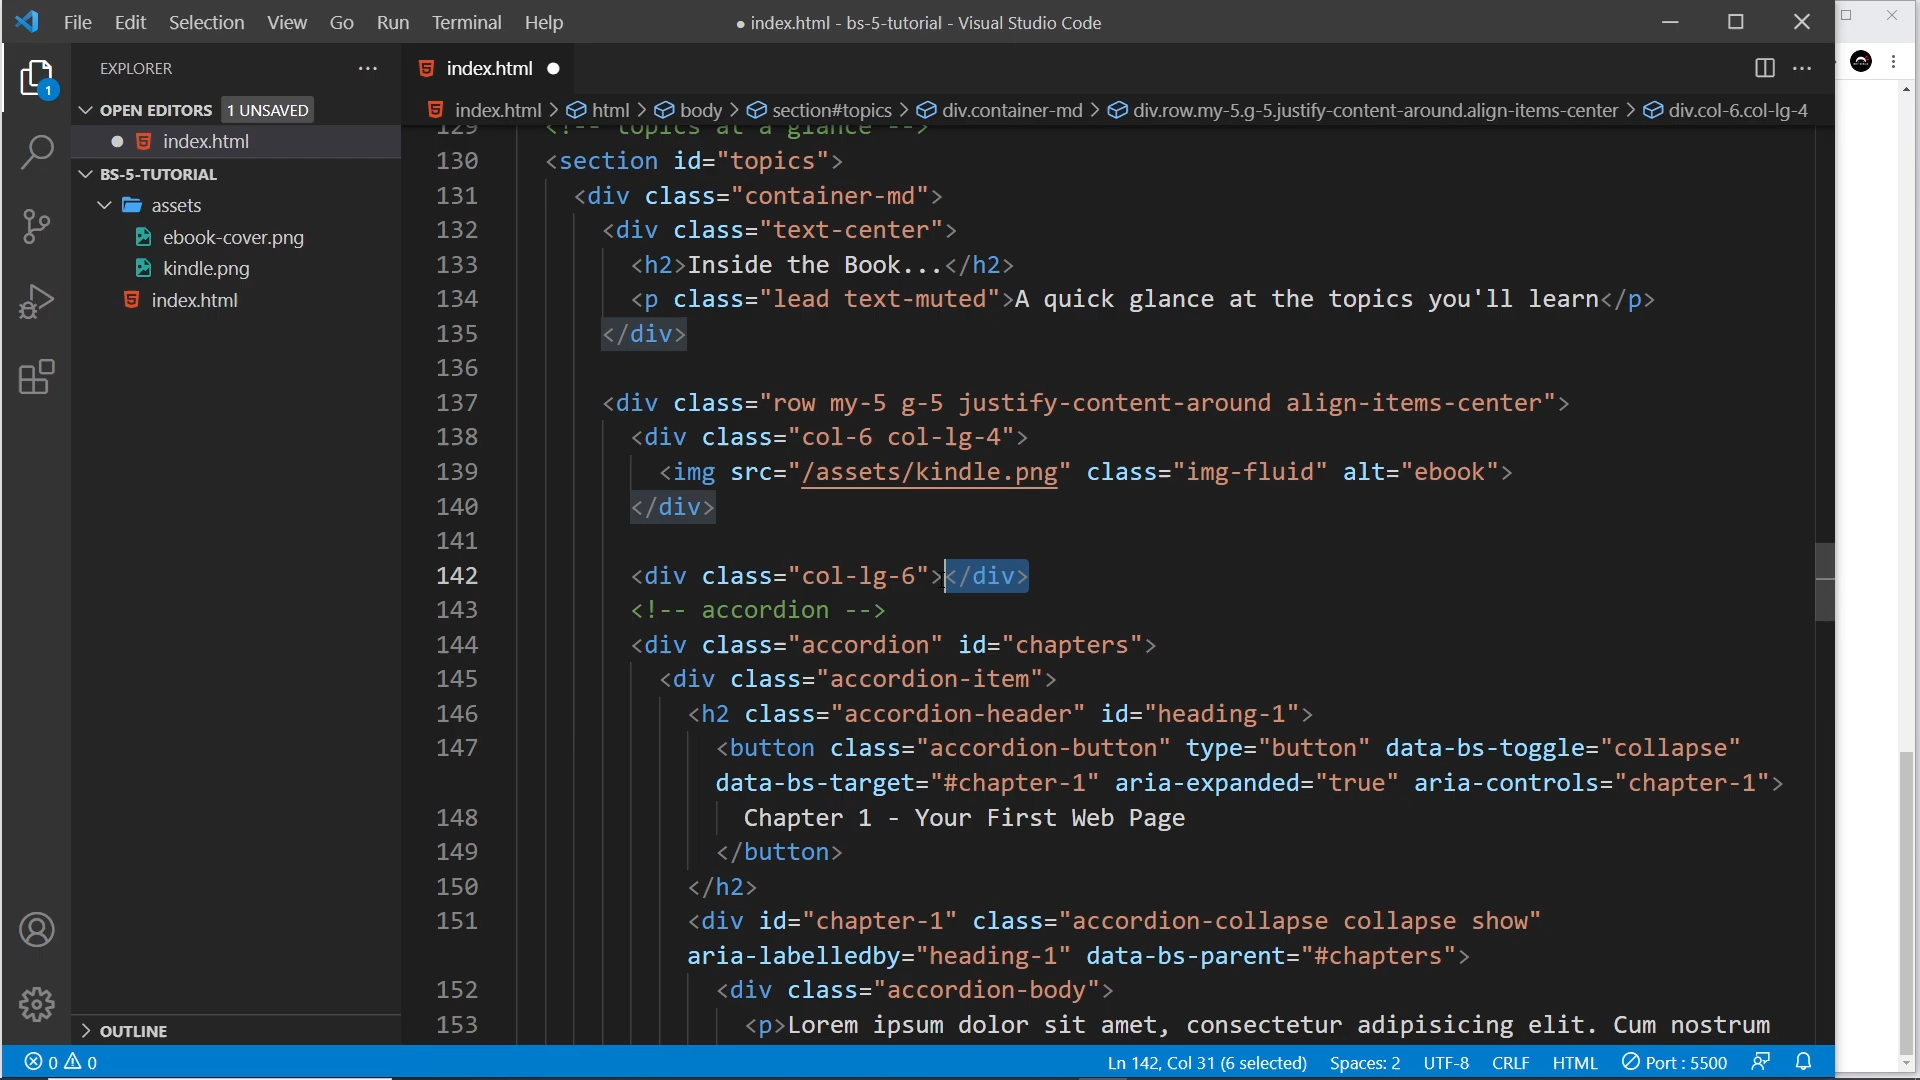 File Edit Selection View Go Run Terminal Help
● index.html - bs-5-tutorial - Visual Studio Code
EXPLORER
OPEN EDITORS 1 UNSAVED
index.html
BS-5-TUTORIAL
assets
ebook-cover.png
kindle.png
index.html
OUTLINE
1
index.html
index.html > html > body > section#topics > div.container-md > div.row.my-5.g-5.justify-content-around.align-items-center > div.col-6.col-lg-4
129 <!-- topics at a glance -->
130 <section id="topics">
131 <div class="container-md">
132 <div class="text-center">
133 <h2>Inside the Book...</h2>
134 <p class="lead text-muted">A quick glance at the topics you'll learn</p>
135 </div>
136
137 <div class="row my-5 g-5 justify-content-around align-items-center">
138 <div class="col-6 col-lg-4">
139 <img src="/assets/kindle.png" class="img-fluid" alt="ebook">
140 </div>
141
142 <div class="col-lg-6"></div>
143 <!-- accordion -->
144 <div class="accordion" id="chapters">
145 <div class="accordion-item">
146 <h2 class="accordion-header" id="heading-1">
147 <button class="accordion-button" type="button" data-bs-toggle="collapse"
data-bs-target="#chapter-1" aria-expanded="true" aria-controls="chapter-1">
148 Chapter 1 - Your First Web Page
149 </button>
150 </h2>
151 <div id="chapter-1" class="accordion-collapse collapse show"
aria-labelledby="heading-1" data-bs-parent="#chapters">
152 <div class="accordion-body">
153 <p>Lorem ipsum dolor sit amet, consectetur adipisicing elit. Cum nostrum
0 0 Ln 142, Col 31 (6 selected) Spaces: 2 UTF-8 CRLF HTML Port : 5500